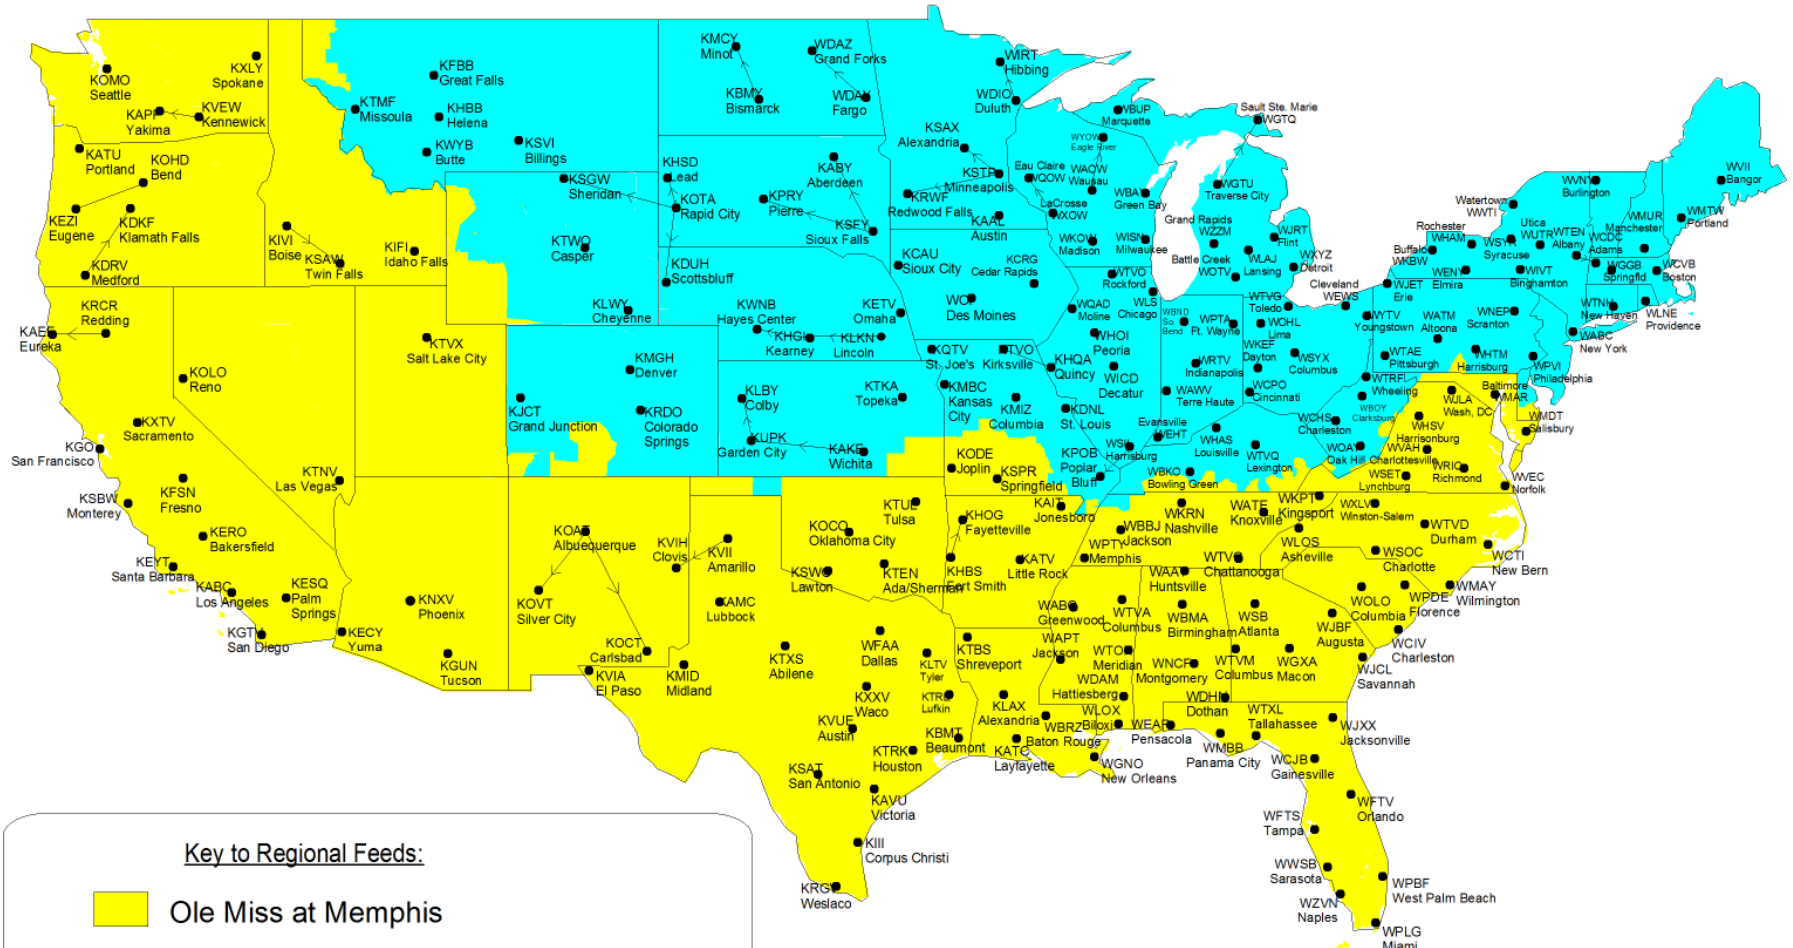 KOMO
Seattle
KXLY
Spokane
KAPP
Yakima
KVEW
Kennewick
KATU
Portland
KOHD
Bend
KEZI
Eugene
KDKF
Klamath Falls
KDRV
Medford
KRCR
Redding
KAEF
Eureka
KIVI
Boise
KSAW
Twin Falls
KIFI
Idaho Falls
KTMF
Missoula
KFBB
Great Falls
KHBB
Helena
KWYB
Butte
KSVI
Billings
KSGW
Sheridan
KTWO
Casper
KLWY
Cheyenne
KMCY
Minot
KBMY
Bismarck
WDAZ
Grand Forks
WDAY
Fargo
KHSD
Lead
KOTA
Rapid City
KDUH
Scottsbluff
KPRY
Pierre
KABY
Aberdeen
KSFY
Sioux Falls
WIRT
Hibbing
WDIO
Duluth
KSAX
Alexandria
KSTP
Minneapolis
KRWF
Redwood Falls
KAAL
Austin
KCAU
Sioux City
KCRG
Cedar Rapids
WOI
Des Moines
KWNB
Hayes Center
KHGI
Kearney
KLKN
Lincoln
KETV
Omaha
WBUP
Marquette
Sault Ste. Marie
WGTQ
WYOW
Eagle River
Eau Claire
WQOW
WAOW
Wausau
WBAY
Green Bay
LaCrosse
WXOW
WKOW
Madison
WISN
Milwaukee
WGTU
Traverse City
Grand Rapids
WZZM
WJRT
Flint
Battle Creek
WOTV
WLAJ
Lansing
WXYZ
Detroit
WTVO
Rockford
WLS
Chicago
WQAD
Moline
WHOI
Peoria
KHQA
Quincy
WICD
Decatur
WBND
So.
Bend
WPTA
Ft. Wayne
WRTV
Indianapolis
WAWV
Terre Haute
Evansville
WEHT
WTVG
Toledo
Cleveland
WEWS
WOHL
Lima
WKEF
Dayton
WSYX
Columbus
WCPO
Cincinnati
WYTV
Youngstown
WJET
Erie
WTAE
Pittsburgh
WATM
Altoona
WHTM
Harrisburg
WNEP
Scranton
WPVI
Philadelphia
WTRF
Wheeling
WBOY
Clarksburg
WCHS
Charleston
WOAY
Oak Hill
Buffalo
WKBW
Rochester
WHAM
Watertown
WWTI
WSYR
Syracuse
Utica
WUTR
WTEN
Albany
WENY
Elmira
WIVT
Binghamton
WVNY
Burlington
WMUR
Manchester
WCDC
Adams
WGGB
Springfld
WCVB
Boston
WTNH
New Haven
WLNE
Providence
WABC
New York
WMTW
Portland
WVII
Bangor
KOLO
Reno
KXTV
Sacramento
KGO
San Francisco
KFSN
Fresno
KSBW
Monterey
KERO
Bakersfield
KEYT
Santa Barbara
KABC
Los Angeles
KESQ
Palm
Springs
KGTV
San Diego
KTNV
Las Vegas
KTVX
Salt Lake City
KNXV
Phoenix
KECY
Yuma
KGUN
Tucson
KJCT
Grand Junction
KMGH
Denver
KRDO
Colorado
Springs
KLBY
Colby
KUPK
Garden City
KAKE
Wichita
KTKA
Topeka
KQTV
St. Joe's
KTVO
Kirksville
KMBC
Kansas
City
KMIZ
Columbia
KDNL
St. Louis
KODE
Joplin
KSPR
Springfield
KPOB
Poplar
Bluff
WSIL
Harrisburg
WHAS
Louisville
WTVQ
Lexington
WBKO
Bowling Green
KOAT
Albuequerque
KOVT
Silver City
KOCT
Carlsbad
KVIA
El Paso
KVIH
Clovis
KVII
Amarillo
KAMC
Lubbock
KMID
Midland
KTXS
Abilene
KOCO
Oklahoma City
KTUL
Tulsa
KSWO
Lawton
KTEN
Ada/Sherman
KHOG
Fayetteville
KHBS
Fort Smith
KAIT
Jonesboro
KATV
Little Rock
WFAA
Dallas
KXXV
Waco
KVUE
Austin
KSAT
San Antonio
KTRK
Houston
KAVU
Victoria
KIII
Corpus Christi
KRGV
Weslaco
KLTV
Tyler
KTRE
Lufkin
KBMT
Beaumont
KTBS
Shreveport
KLAX
Alexandria
KATC
Layfayette
WBRZ
Baton Rouge
WGNO
New Orleans
WABG
Greenwood
WAPT
Jackson
WTVA
Columbus
WTOK
Meridian
WDAM
Hattiesberg
WLOX
Biloxi
WPTY
Memphis
WBBJ
Jackson
WKRN
Nashville
WATE
Knoxville
WKPT
Kingsport
WTVC
Chattanooga
WAAY
Huntsville
WBMA
Birmingham
WNCF
Montgomery
WDHN
Dothan
WEAR
Pensacola
WSB
Atlanta
WTVM
Columbus
WGXA
Macon
WJBF
Augusta
WJCL
Savannah
WLOS
Asheville
WSOC
Charlotte
WXLV
Winston-Salem
WTVD
Durham
WCTI
New Bern
WMAY
Wilmington
WOLO
Columbia
WPDE
Florence
WCIV
Charleston
WJLA
Wash, DC
Baltimore
WMAR
WMDT
Salisbury
WHSV
Harrisonburg
WVAH
Charlottesville
WRIC
Richmond
WSET
Lynchburg
WVEC
Norfolk
WTXL
Tallahassee
WMBB
Panama City
WJXX
Jacksonville
WCJB
Gainesville
WFTV
Orlando
WFTS
Tampa
WWSB
Sarasota
WZVN
Naples
WPBF
West Palm Beach
WPLG
Miami
Key to Regional Feeds:
Ole Miss at Memphis